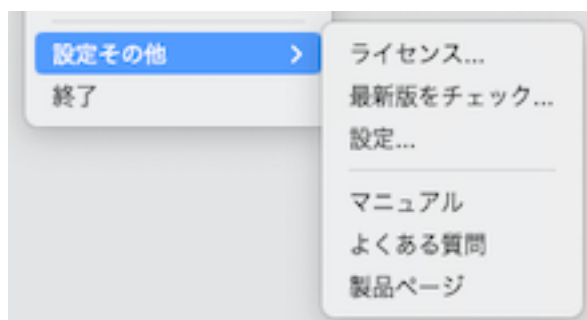 設定その他
終了
ライセンス...
最新版をチェック...
設定...
マニュアル
よくある質問
製品ページ